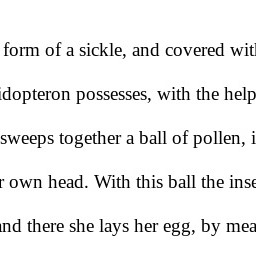 form of a sickle, and covered with
idopteron possesses, with the help
sweeps together a ball of pollen, i
r own head. With this ball the inse
and there she lays her egg, by mea